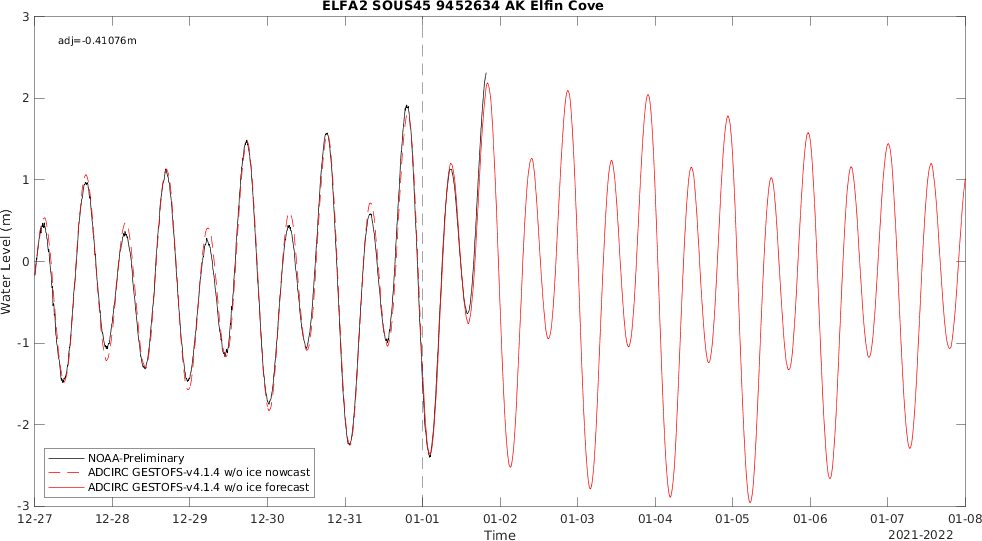 ELFA2 SOUS45 9452634 AK Elfin Cove
adj=-0.41076m
3
2
1
0
-1
-2
-3
Water Level (m)
NOAA-Preliminary
ADCIRC GESTOFS-v4.1.4 w/o ice nowcast
ADCIRC GESTOFS-v4.1.4 w/o ice forecast
12-27 12-28 12-29 12-30 12-31 01-01 01-02 01-03 01-04 01-05 01-06 01-07 01-08
Time
2021-2022